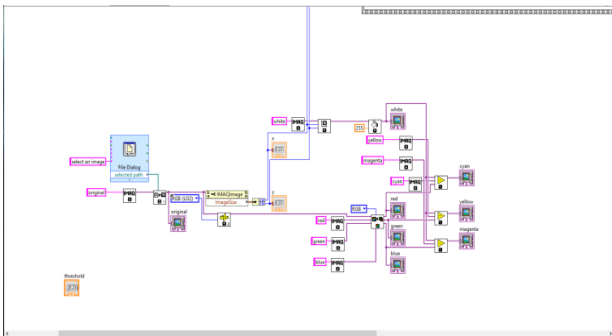 white
x
255
white
yellow
select an image
File Dialog
selected path
magenta
cyan
cyan
original
RGB (U32)
IMAQImage
ImageSize
y
RGB
red
yellow
original
red
green
green
magenta
blue
blue
threshold